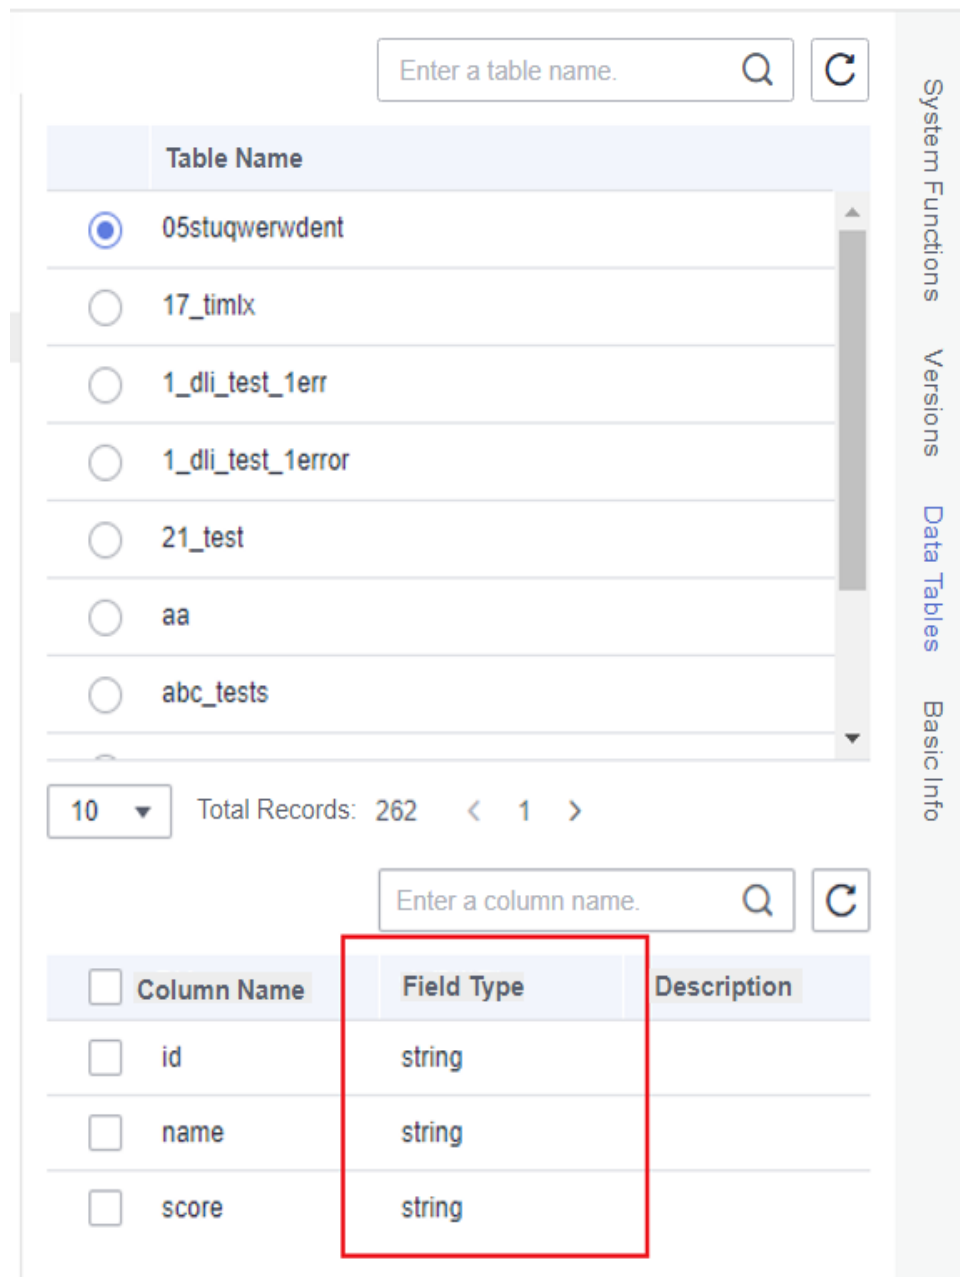 Enter a table name.
Table Name
05stuqwerwdent
17_timlx
1_dli_test_1err
1_dli_test_1error
21_test
aa
abc_tests
10 Total Records: 262 < 1 >
Enter a column name.
Column Name Field Type Description
id string
name string
score string
System Functions
Versions
Data Tables
Basic Info